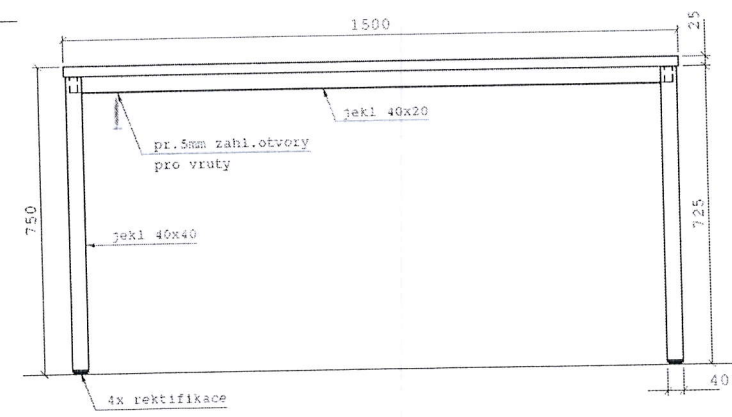 1500
25
jekl 40x20
pr.5mm zahl.otvory
pro vruty
750
725
jekl 40x40
40
4x rektifikace